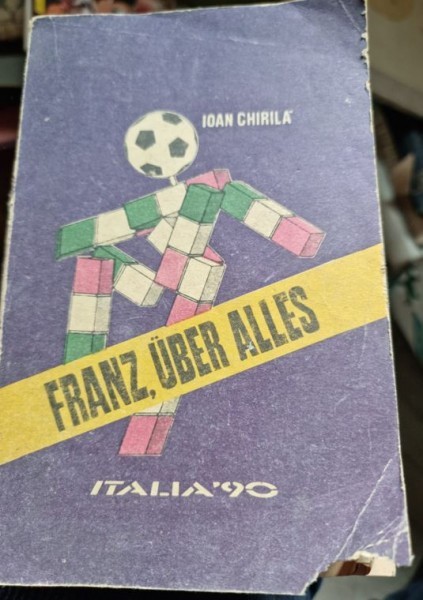 IOAN CHIRILĂ
FRANZ, ÜBER ALLES
ITALIA'90